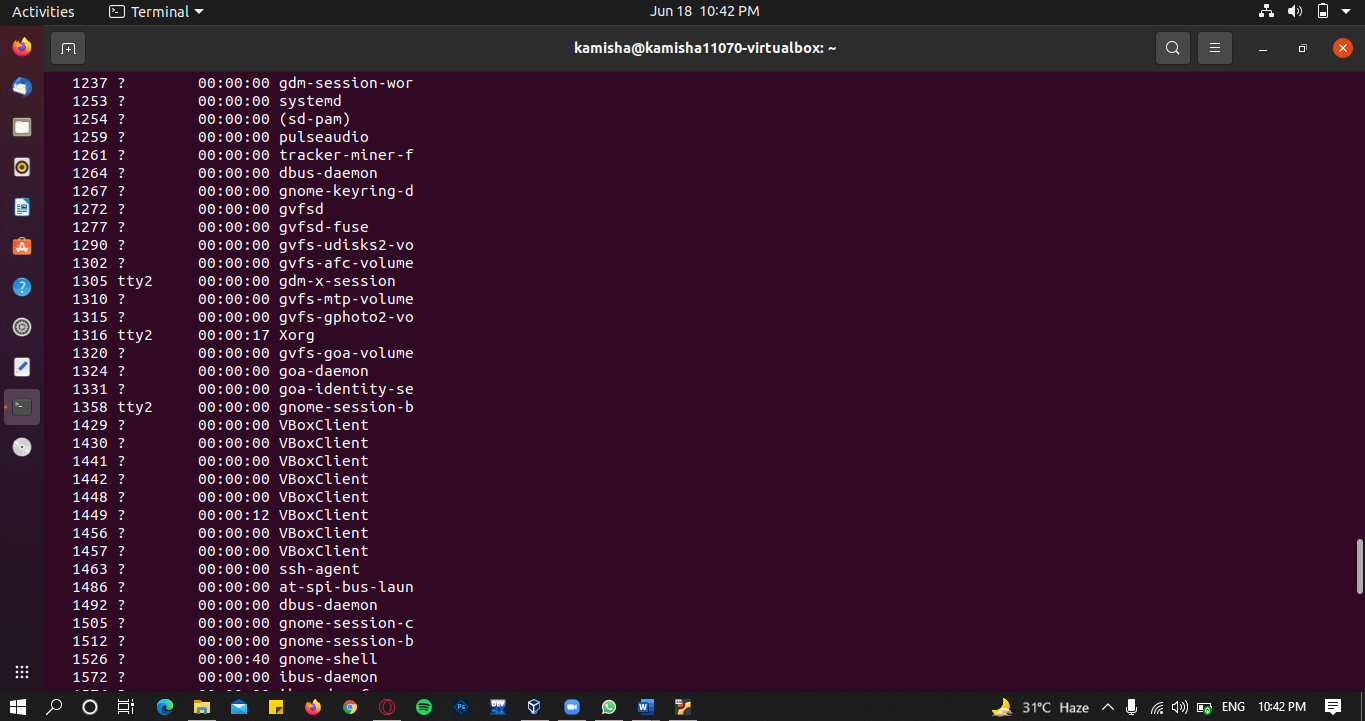 Activities Terminal Jun 18 10:42 PM
kamisha@kamisha11070-virtualbox: ~
1237 ? 00:00:00 gdm-session-wor
1253 ? 00:00:00 systemd
1254 ? 00:00:00 (sd-pam)
1259 ? 00:00:00 pulseaudio
1261 ? 00:00:00 tracker-miner-f
1264 ? 00:00:00 dbus-daemon
1267 ? 00:00:00 gnome-keyring-d
1272 ? 00:00:00 gvfsd
1277 ? 00:00:00 gvfsd-fuse
1290 ? 00:00:00 gvfs-udisks2-vo
1302 ? 00:00:00 gvfs-afc-volume
1305 tty2 00:00:00 gdm-x-session
1310 ? 00:00:00 gvfs-mtp-volume
1315 ? 00:00:00 gvfs-gphoto2-vo
1316 tty2 00:00:17 Xorg
1320 ? 00:00:00 gvfs-goa-volume
1324 ? 00:00:00 goa-daemon
1331 ? 00:00:00 goa-identity-se
1358 tty2 00:00:00 gnome-session-b
1429 ? 00:00:00 VBoxClient
1430 ? 00:00:00 VBoxClient
1441 ? 00:00:00 VBoxClient
1442 ? 00:00:00 VBoxClient
1448 ? 00:00:00 VBoxClient
1449 ? 00:00:12 VBoxClient
1456 ? 00:00:00 VBoxClient
1457 ? 00:00:00 VBoxClient
1463 ? 00:00:00 ssh-agent
1486 ? 00:00:00 at-spi-bus-laun
1492 ? 00:00:00 dbus-daemon
1505 ? 00:00:00 gnome-session-c
1512 ? 00:00:00 gnome-session-b
1526 ? 00:00:40 gnome-shell
1572 ? 00:00:00 ibus-daemon
Ps DEV W 31°C Haze ENG 10:42 PM